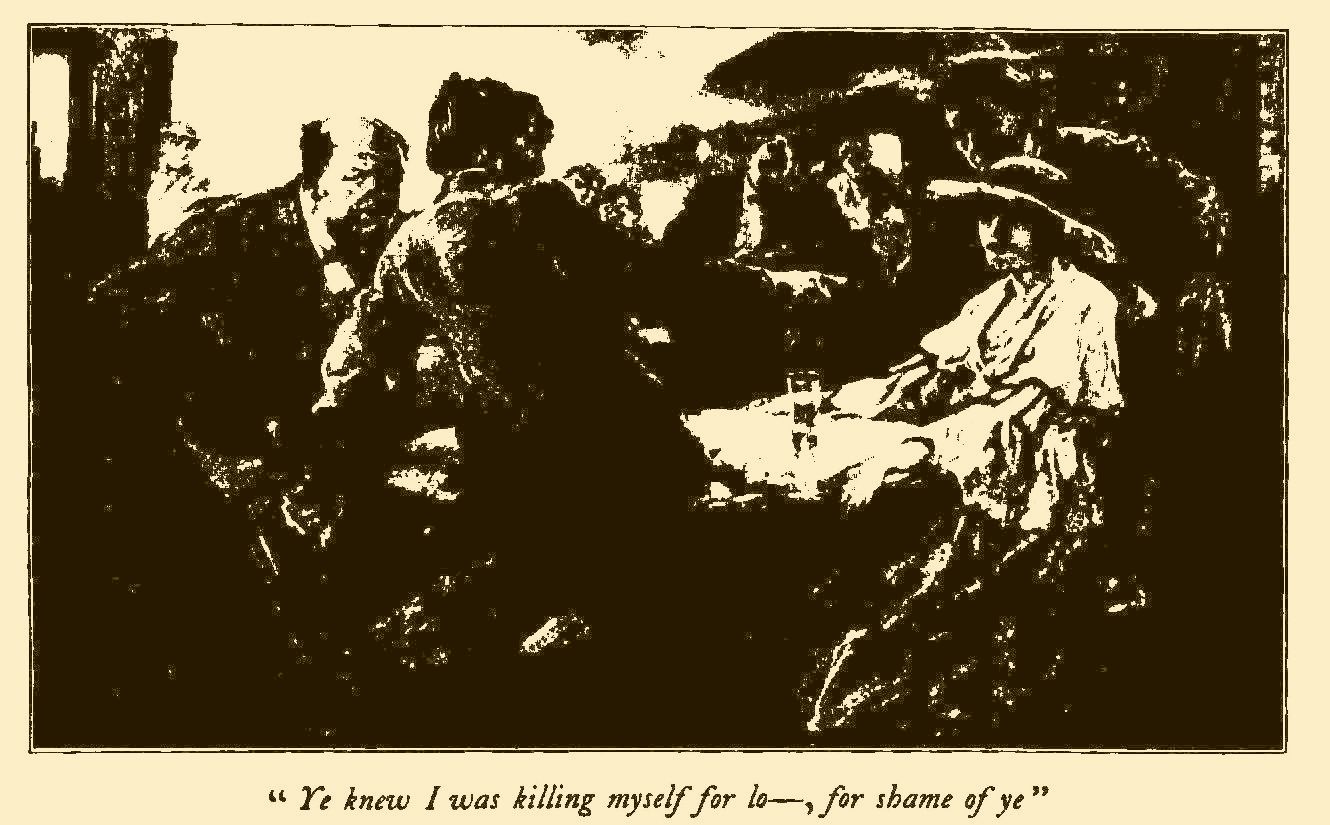 “ Ye knew I was killing myself for lo—, for shame of ye ”